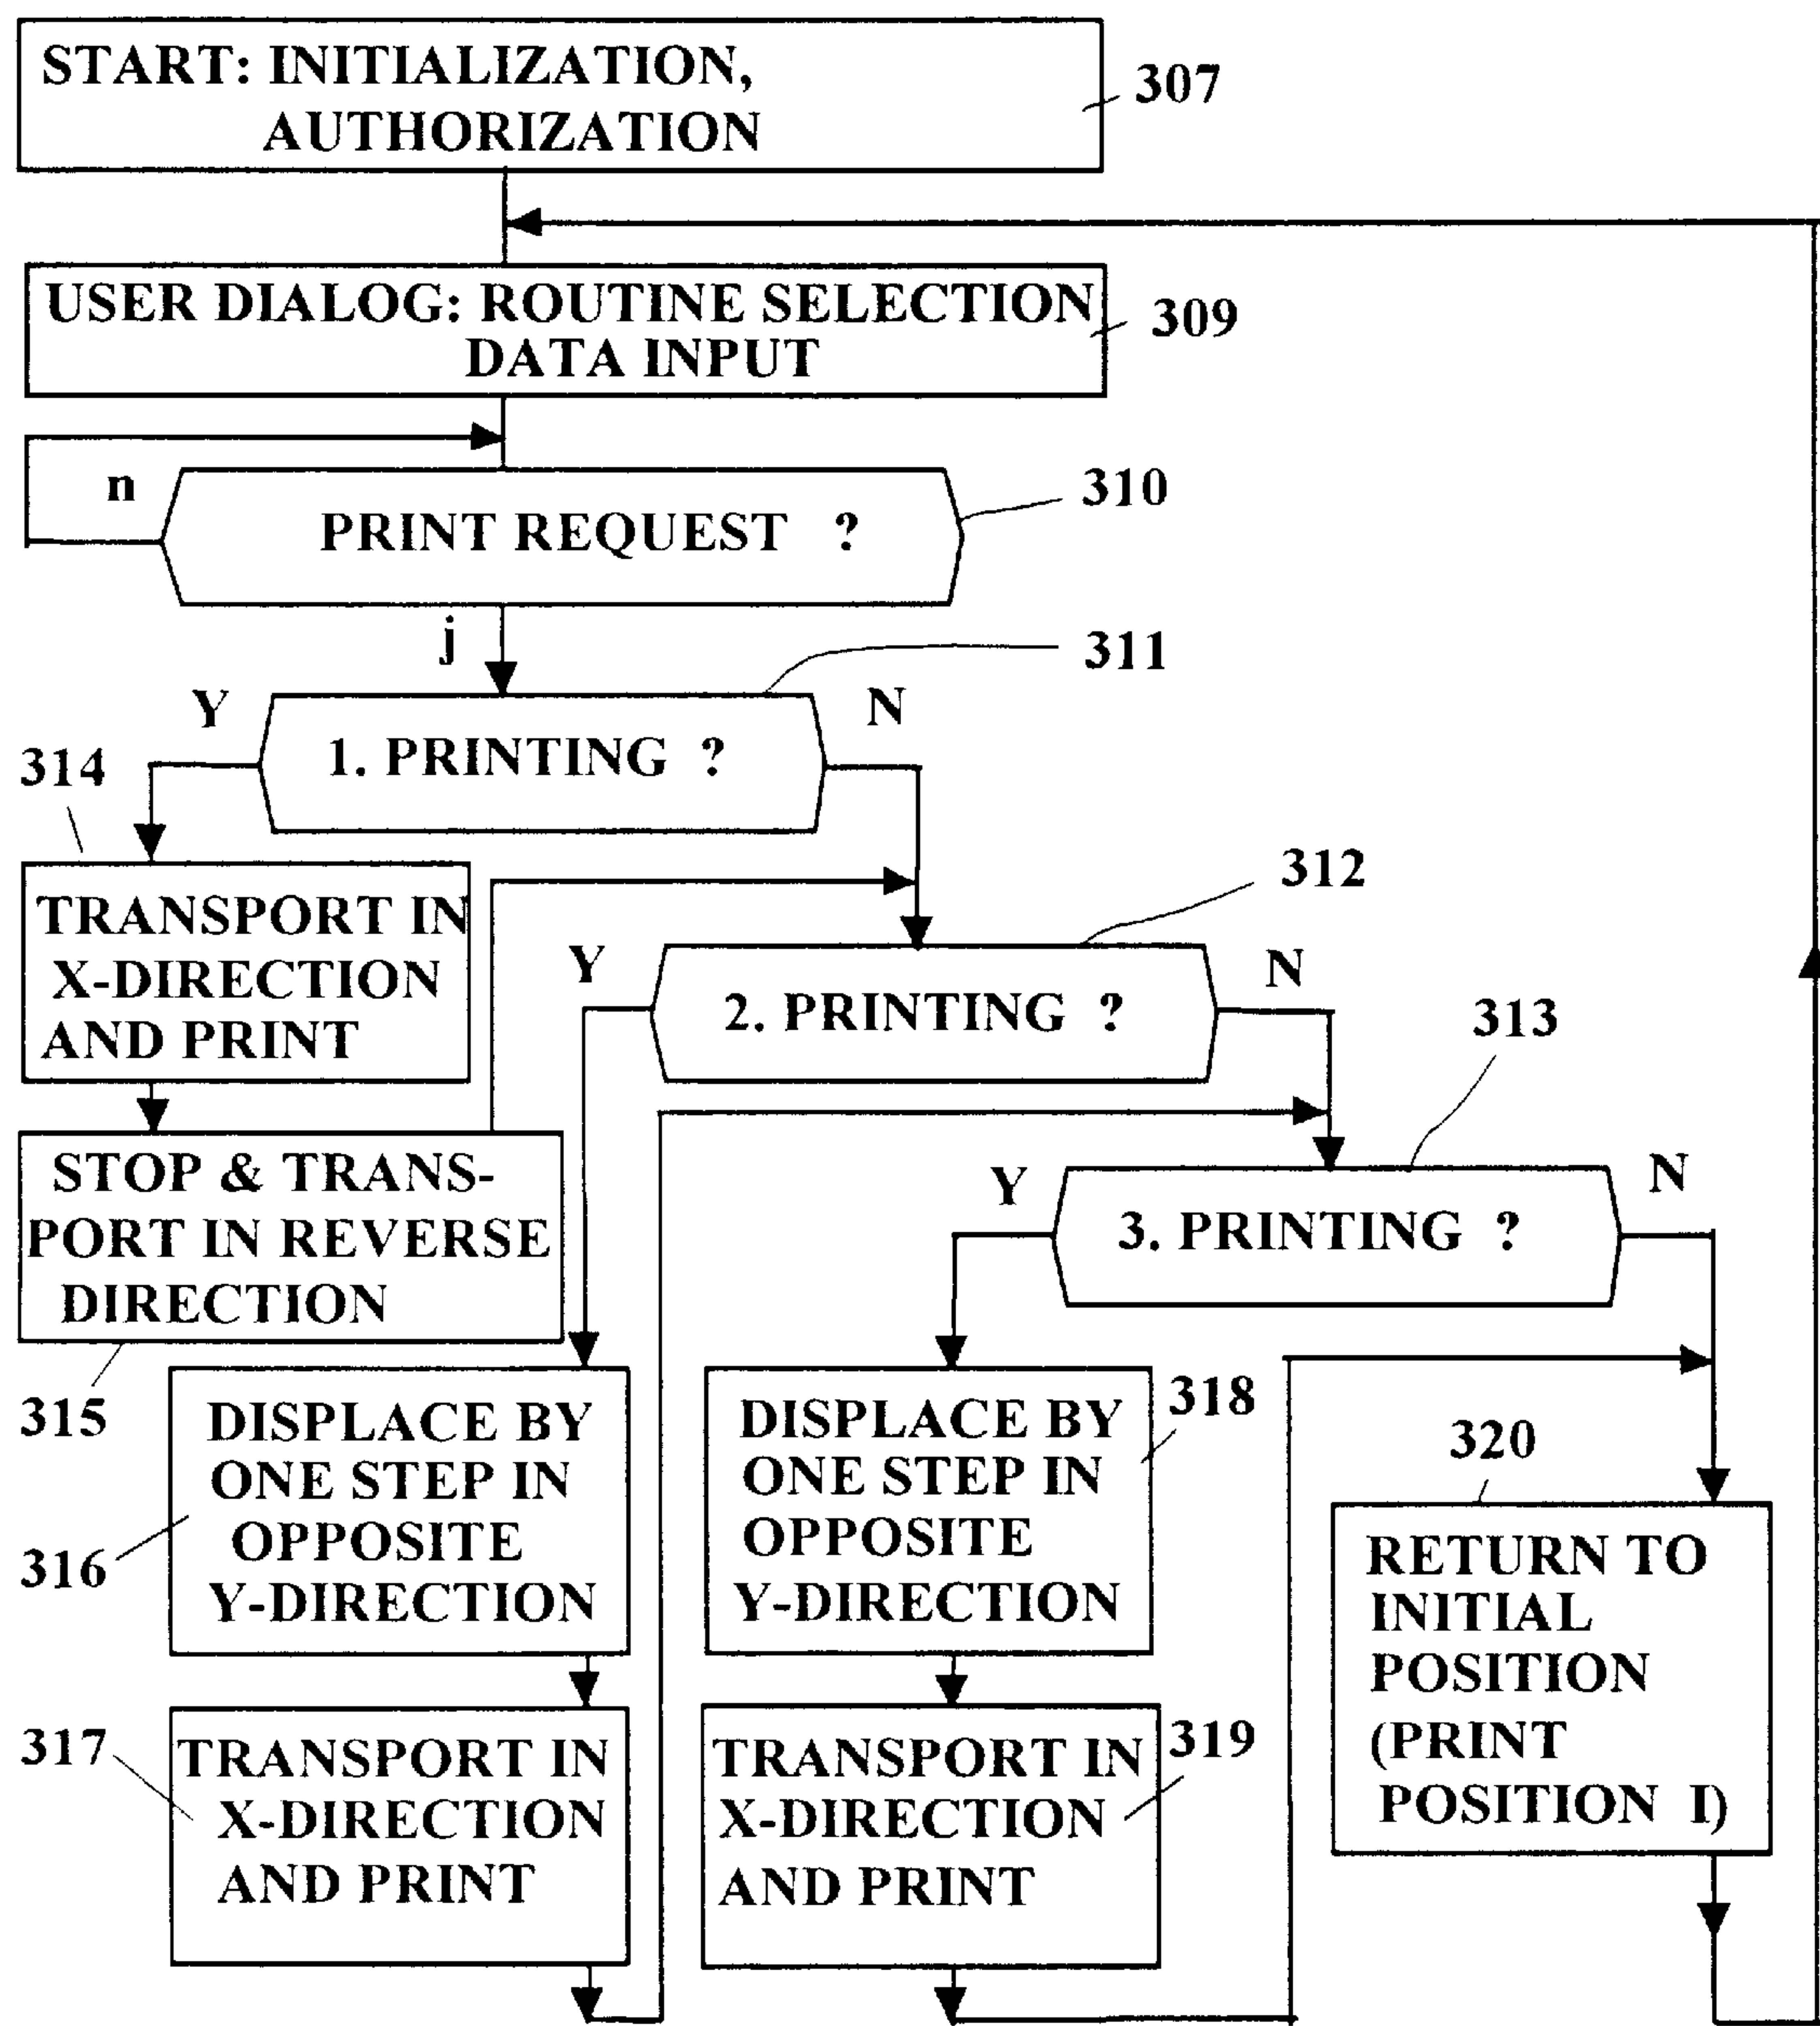 START: INITIALIZATION,
AUTHORIZATION
307
USER DIALOG: ROUTINE SELECTION
DATA INPUT
309
n
PRINT REQUEST ?
310
j
311
Y
1. PRINTING ?
N
314
TRANSPORT IN
X-DIRECTION
AND PRINT
312
Y
2. PRINTING ?
N
313
STOP & TRANS-
PORT IN REVERSE
DIRECTION
315
Y
3. PRINTING ?
N
DISPLACE BY
ONE STEP IN
OPPOSITE
Y-DIRECTION
316
DISPLACE BY
ONE STEP IN
OPPOSITE
Y-DIRECTION
318
320
RETURN TO
INITIAL
POSITION
(PRINT
POSITION I)
317
TRANSPORT IN
X-DIRECTION
AND PRINT
TRANSPORT IN
X-DIRECTION
AND PRINT
319